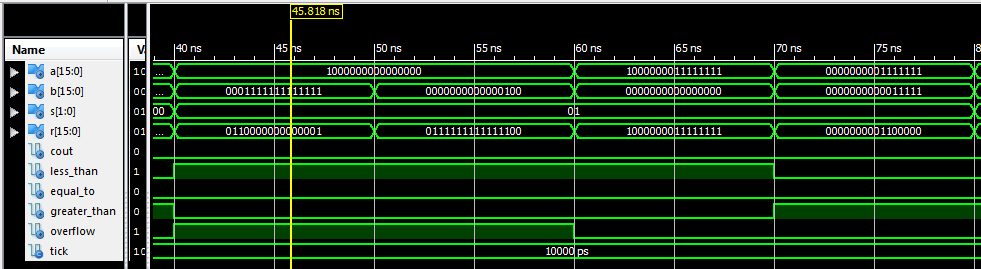 45.818 ns
Name
40 ns 45 ns 50 ns 55 ns 60 ns 65 ns 70 ns 75 ns
a[15:0] 10 ... 1000000000000000 1000000011111111 0000000001111111
b[15:0] 00 ... 0001111111111111 0000000000000100 0000000000000000 0000000000011111
s[1:0] 01 00 01
r[15:0] 01 ... 0110000000000001 0111111111111100 1000000011111111 0000000001100000
cout 0
less_than 1
equal_to 0
greater_than 0
overflow 1
tick 10 10000 ps